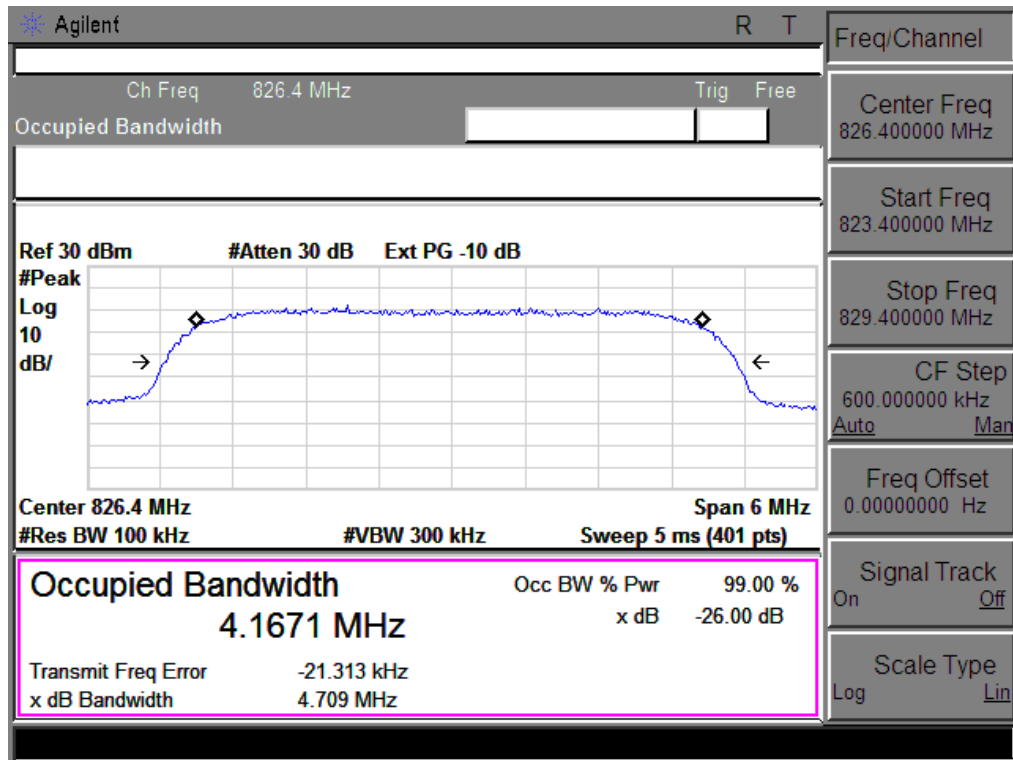 Agilent R T
Ch Freq 826.4 MHz Trig Free
Occupied Bandwidth
Ref 30 dBm #Atten 30 dB Ext PG -10 dB
#Peak
Log
10
dB/
Center 826.4 MHz Span 6 MHz
#Res BW 100 kHz #VBW 300 kHz Sweep 5 ms (401 pts)
Occupied Bandwidth Occ BW % Pwr 99.00 %
4.1671 MHz x dB -26.00 dB
Transmit Freq Error -21.313 kHz
x dB Bandwidth 4.709 MHz
Freq/Channel
Center Freq
826.400000 MHz
Start Freq
823.400000 MHz
Stop Freq
829.400000 MHz
CF Step
600.000000 kHz
Auto Man
Freq Offset
0.00000000 Hz
Signal Track
On Off
Scale Type
Log Lin